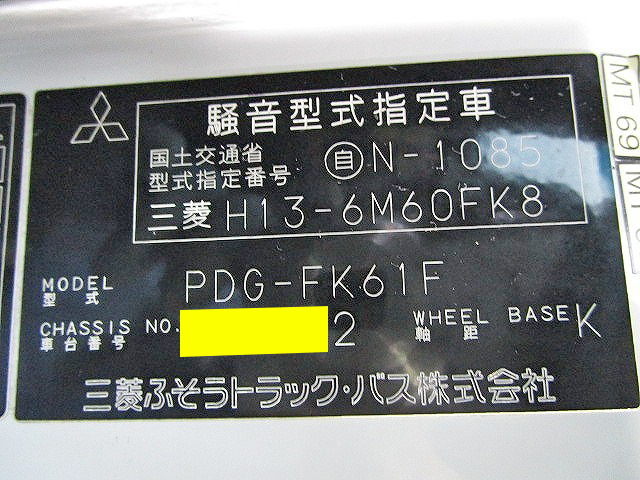 騒音型式指定車
国土交通省
型式指定番号 自 N-1085
三菱 H13-6M60FK8
MODEL
型式 PDG-FK61F
CHASSIS NO.
車台番号 2
WHEEL BASE
軸距 K
三菱ふそうトラック・バス株式会社
MT 69